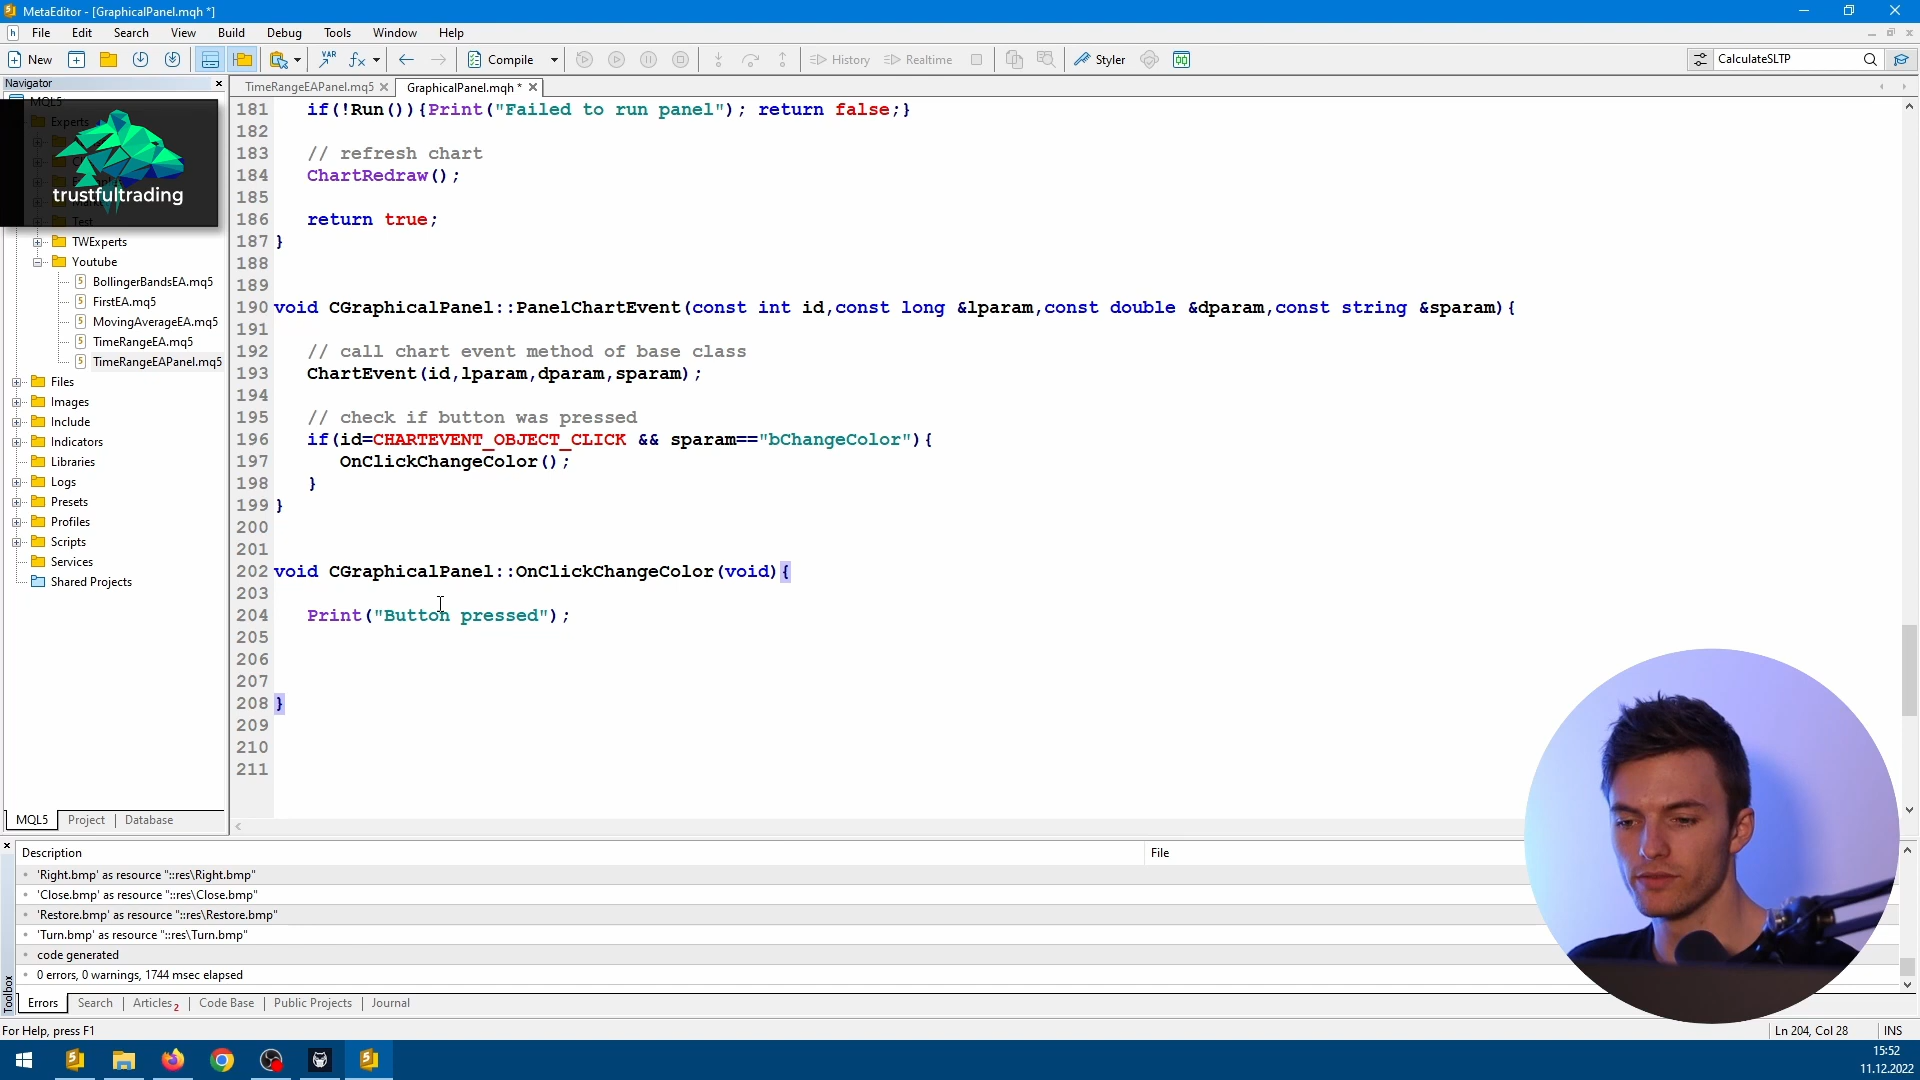 MetaEditor - [GraphicalPanel.mqh *]
File Edit Search View Build Debug Tools Window Help
New Compile History Realtime Styler CalculateSLTP
Navigator
TimeRangeEAPanel.mq5 GraphicalPanel.mqh *
MQL5
Experts
trustfultrading
Test
TWExperts
Youtube
BollingerBandsEA.mq5
FirstEA.mq5
MovingAverageEA.mq5
TimeRangeEA.mq5
TimeRangeEAPanel.mq5
Files
Images
Include
Indicators
Libraries
Logs
Presets
Profiles
Scripts
Services
Shared Projects
MQL5 Project Database
181 if(!Run()){Print("Failed to run panel"); return false;}
182
183 // refresh chart
184 ChartRedraw();
185
186 return true;
187 }
188
189
190 void CGraphicalPanel::PanelChartEvent(const int id,const long &lparam,const double &dparam,const string &sparam){
191
192 // call chart event method of base class
193 ChartEvent(id,lparam,dparam,sparam);
194
195 // check if button was pressed
196 if(id=CHARTEVENT_OBJECT_CLICK && sparam=="bChangeColor"){
197 OnClickChangeColor();
198 }
199 }
200
201
202 void CGraphicalPanel::OnClickChangeColor(void){
203
204 Print("Button pressed");
205
206
207
208 }
209
210
211
Description File
'Right.bmp' as resource "::res\Right.bmp"
'Close.bmp' as resource "::res\Close.bmp"
'Restore.bmp' as resource "::res\Restore.bmp"
'Turn.bmp' as resource "::res\Turn.bmp"
code generated
0 errors, 0 warnings, 1744 msec elapsed
Toolbox
Errors Search Articles 2 Code Base Public Projects Journal
For Help, press F1 Ln 204, Col 28 INS
15:52
11.12.2022